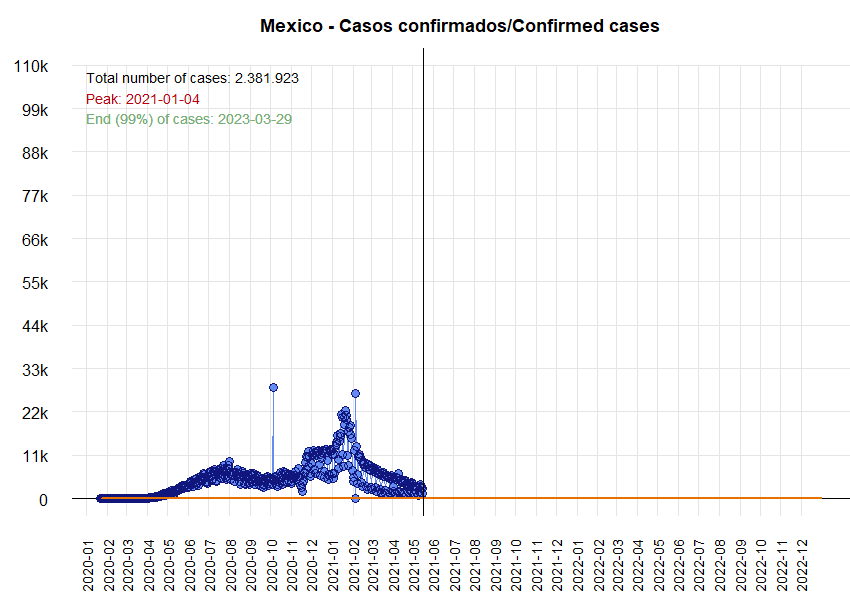 Mexico - Casos confirmados/Confirmed cases
110k
Total number of cases: 2.381.923
Peak: 2021-01-04
99k
End (99%) of cases: 2023-03-29
88k
77k
66k
55k
44k
33k
22k
11k
0
2020-01 2020-02 2020-03 2020-04 2020-05 2020-06 2020-07 2020-08 2020-09 2020-10 2020-11 2020-12 2021-01 2021-02 2021-03 2021-04 2021-05 2021-06 2021-07 2021-08 2021-09 2021-10 2021-11 2021-12 2022-02 2022-03 2022-04 2022-05 2022-06 2022-07 2022-08 2022-09 2022-10 2022-11 2022-12